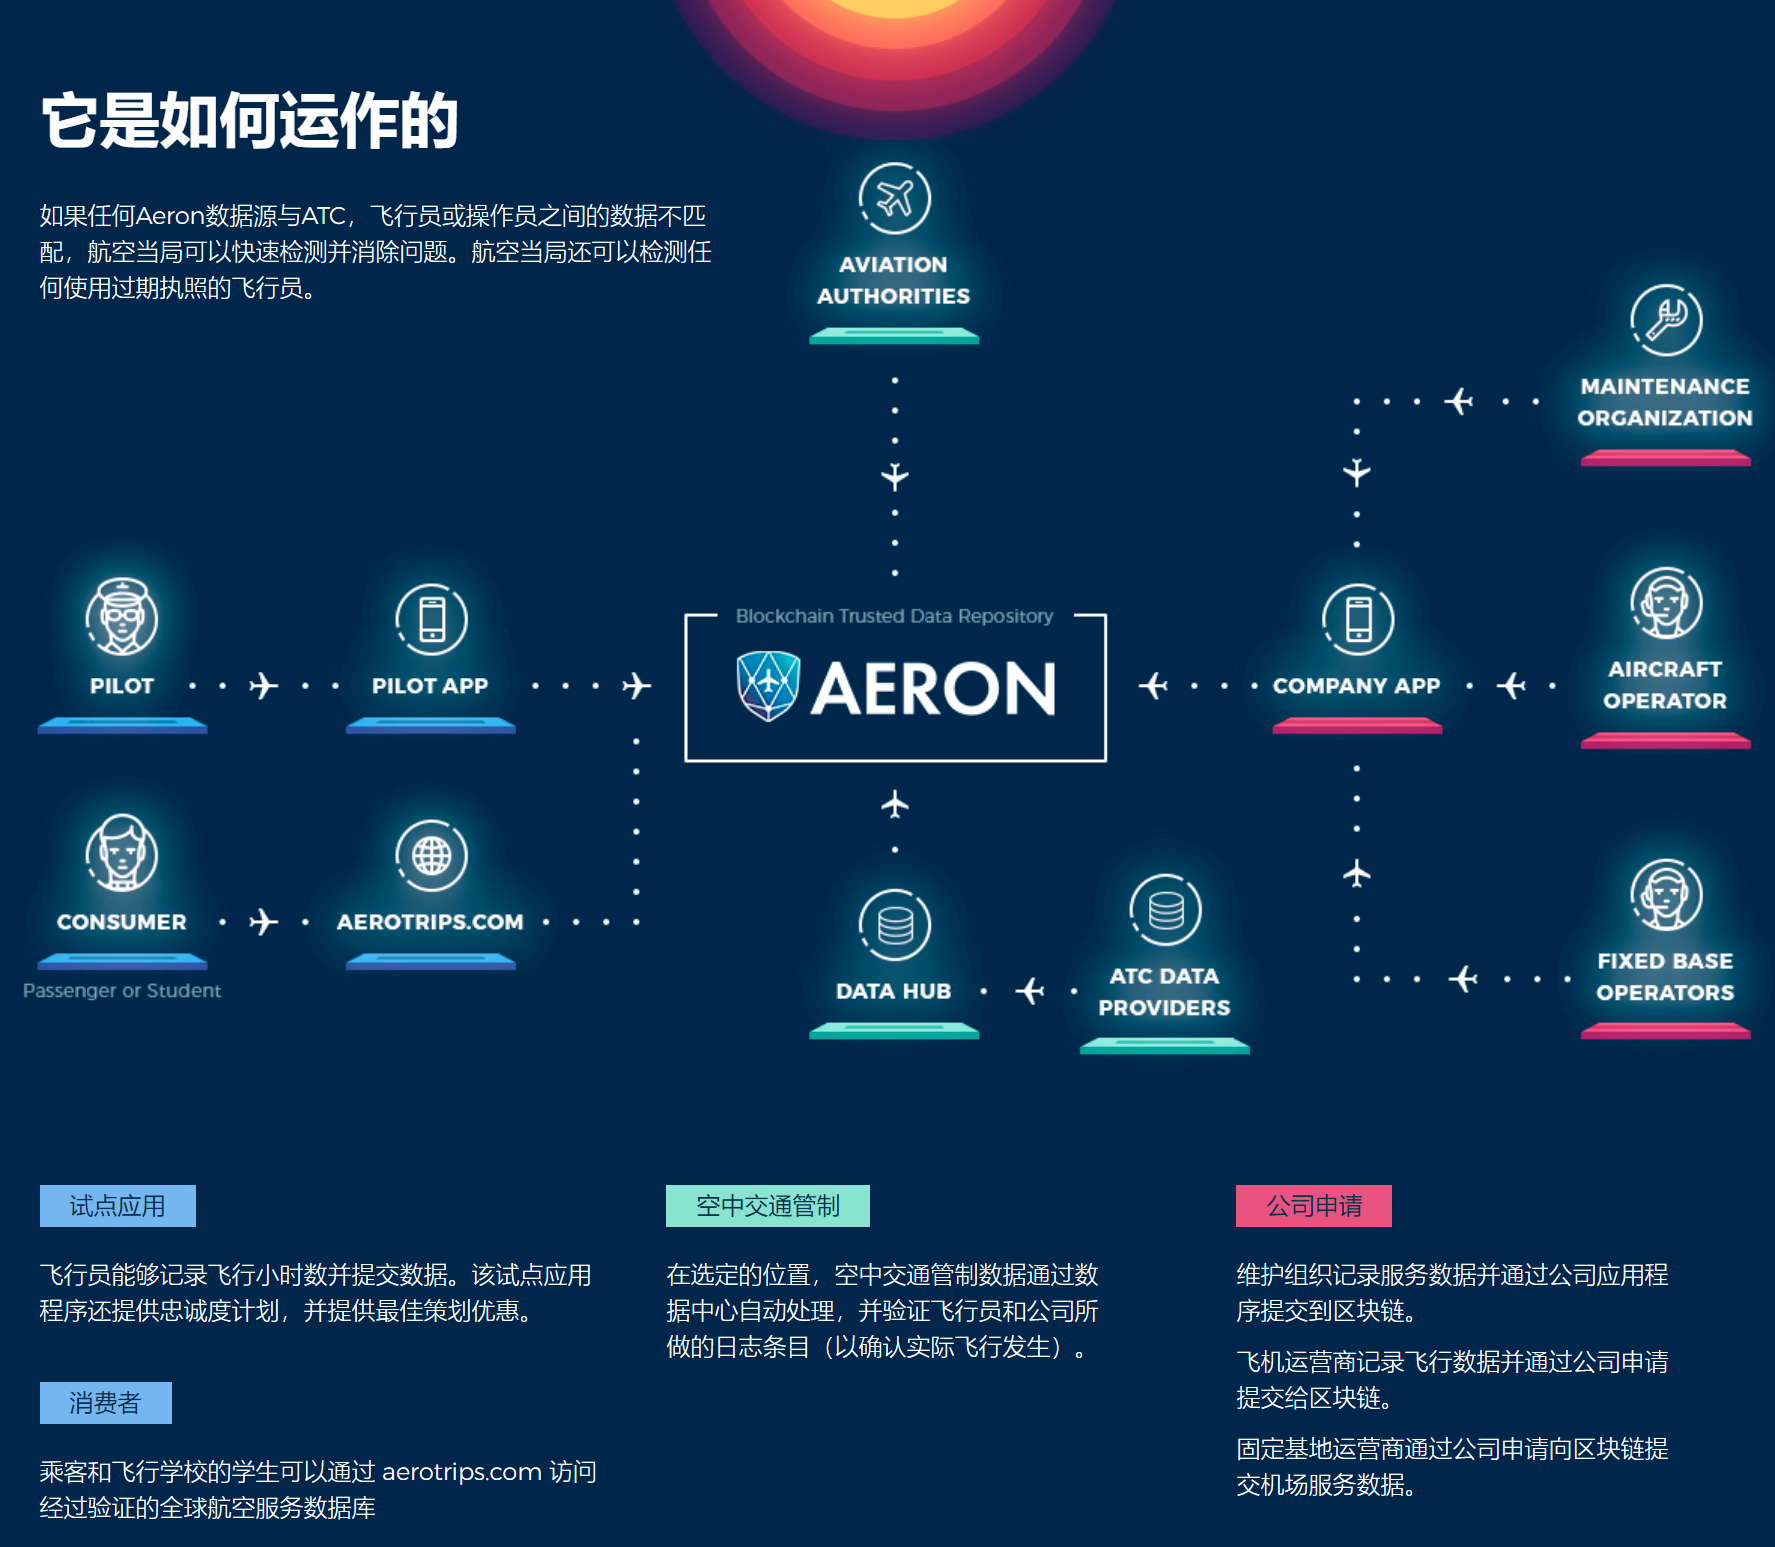 它是如何运作的
如果任何Aeron数据源与ATC，飞行员或操作员之间的数据不匹
配，航空当局可以快速检测并消除问题。航空当局还可以检测任
何使用过期执照的飞行员。
AVIATION
AUTHORITIES
MAINTENANCE
ORGANIZATION
Blockchain Trusted Data Repository
AERON
PILOT
PILOT APP
COMPANY APP
AIRCRAFT
OPERATOR
CONSUMER
Passenger or Student
AEROTRIPS.COM
DATA HUB
ATC DATA
PROVIDERS
FIXED BASE
OPERATORS
试点应用
飞行员能够记录飞行小时数并提交数据。该试点应用
程序还提供忠诚度计划，并提供最佳策划优惠。
消费者
乘客和飞行学校的学生可以通过 aerotrips.com 访问
经过验证的全球航空服务数据库
空中交通管制
在选定的位置，空中交通管制数据通过数
据中心自动处理，并验证飞行员和公司所
做的日志条目（以确认实际飞行发生）。
公司申请
维护组织记录服务数据并通过公司应用程
序提交到区块链。
飞机运营商记录飞行数据并通过公司申请
提交给区块链。
固定基地运营商通过公司申请向区块链提
交机场服务数据。